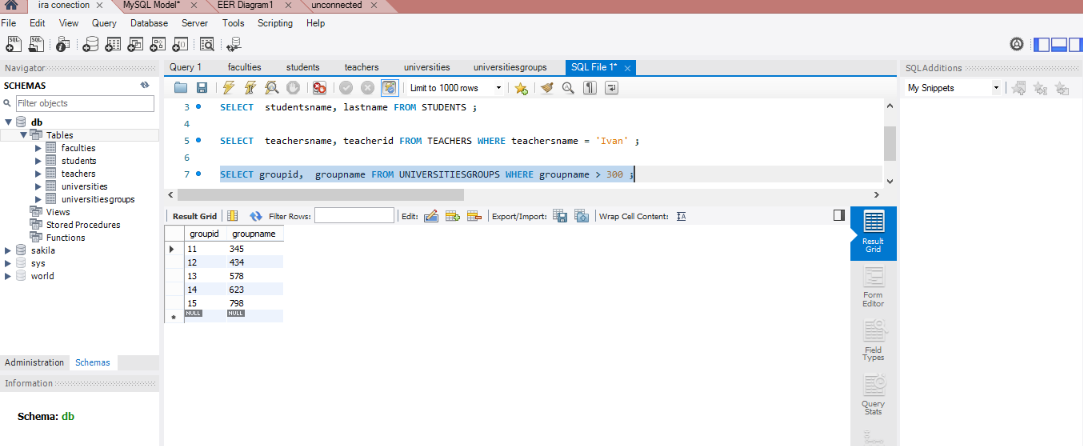 ira conection × MySQL Model* × EER Diagram1 × unconnected ×
File Edit View Query Database Server Tools Scripting Help
Navigator
SCHEMAS
Filter objects
db
Tables
faculties
students
teachers
universities
universitiesgroups
Views
Stored Procedures
Functions
sakila
sys
world
Administration Schemas
Information
Schema: db
Query 1 faculties students teachers universities universitiesgroups SQL File 1* ×
Limit to 1000 rows
3 SELECT studentsname, lastname FROM STUDENTS ;
4
5 SELECT teachersname, teacherid FROM TEACHERS WHERE teachersname = 'Ivan' ;
6
7 SELECT groupid, groupname FROM UNIVERSITIESGROUPS WHERE groupname > 300 ;
Result Grid Filter Rows: Edit: Export/Import: Wrap Cell Content:
groupid groupname
11 345
12 434
13 578
14 623
15 798
NULL NULL
Result
Grid
Form
Editor
Field
Types
Query
Stats
SQLAdditions
My Snippets